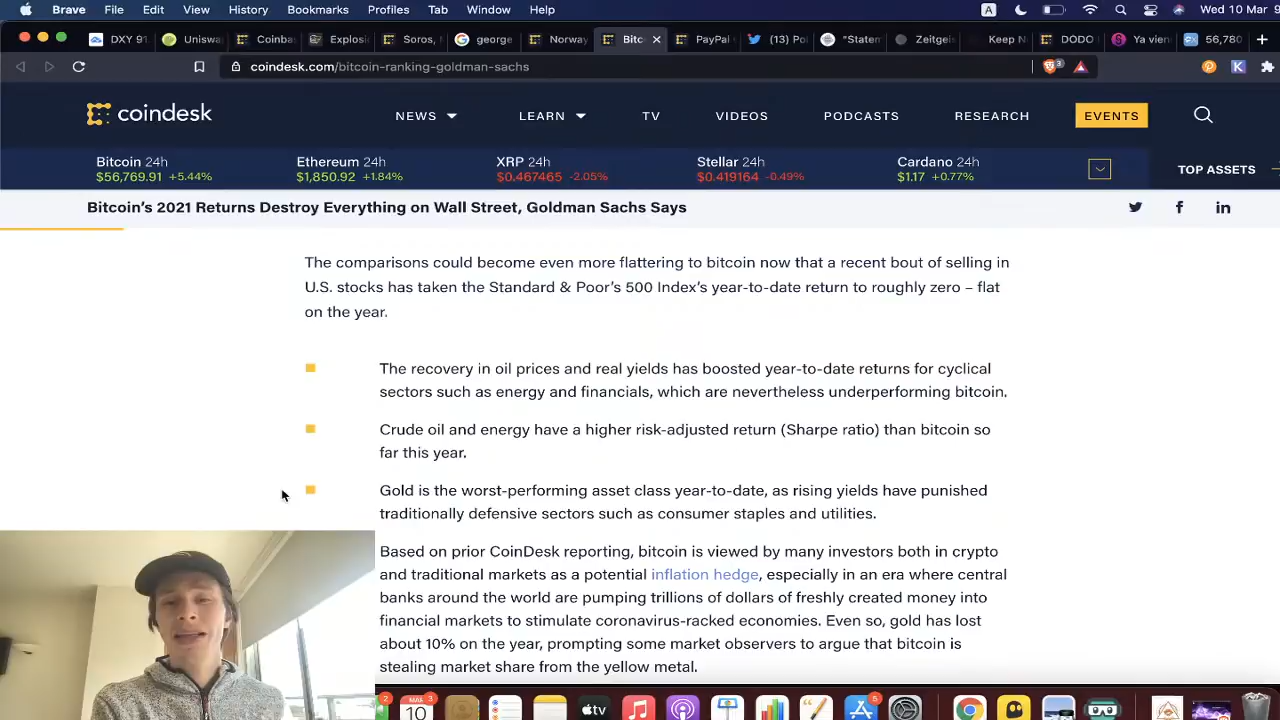 Brave File Edit View History Bookmarks Profiles Tab Window Help A Wed 10 Mar 9
DXY 91. Uniswa Coinba Explosi Soros, N George Norway Bitc PayPal (13) Po "Statem Zeitgei Keep N DODO Ya vien 56,780
coindesk.com/bitcoin-ranking-goldman-sachs 3
coindesk NEWS LEARN TV VIDEOS PODCASTS RESEARCH EVENTS
Bitcoin 24h Ethereum 24h XRP 24h Stellar 24h Cardano 24h
$56,769.91 +5.44% $1,850.92 +1.84% $0.467465 -2.05% $0.419164 -0.49% $1.17 +0.77% TOP ASSETS
Bitcoin's 2021 Returns Destroy Everything on Wall Street, Goldman Sachs Says
The comparisons could become even more flattering to bitcoin now that a recent bout of selling in
U.S. stocks has taken the Standard & Poor's 500 Index's year-to-date return to roughly zero – flat
on the year.
The recovery in oil prices and real yields has boosted year-to-date returns for cyclical
sectors such as energy and financials, which are nevertheless underperforming bitcoin.
Crude oil and energy have a higher risk-adjusted return (Sharpe ratio) than bitcoin so
far this year.
Gold is the worst-performing asset class year-to-date, as rising yields have punished
traditionally defensive sectors such as consumer staples and utilities.
Based on prior CoinDesk reporting, bitcoin is viewed by many investors both in crypto
and traditional markets as a potential inflation hedge, especially in an era where central
banks around the world are pumping trillions of dollars of freshly created money into
financial markets to stimulate coronavirus-racked economies. Even so, gold has lost
about 10% on the year, prompting some market observers to argue that bitcoin is
stealing market share from the yellow metal.
2 MAR 3 10 tv 5